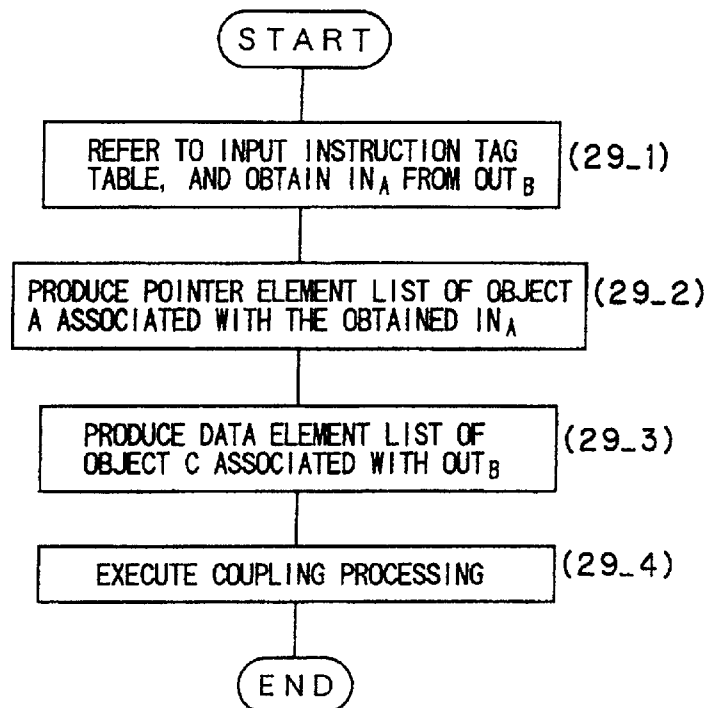 START
REFER TO INPUT INSTRUCTION TAG (29_1)
TABLE, AND OBTAIN IN_A FROM OUT_B
PRODUCE POINTER ELEMENT LIST OF OBJECT (29_2)
A ASSOCIATED WITH THE OBTAINED IN_A
PRODUCE DATA ELEMENT LIST OF (29_3)
OBJECT C ASSOCIATED WITH OUT_B
EXECUTE COUPLING PROCESSING (29_4)
END